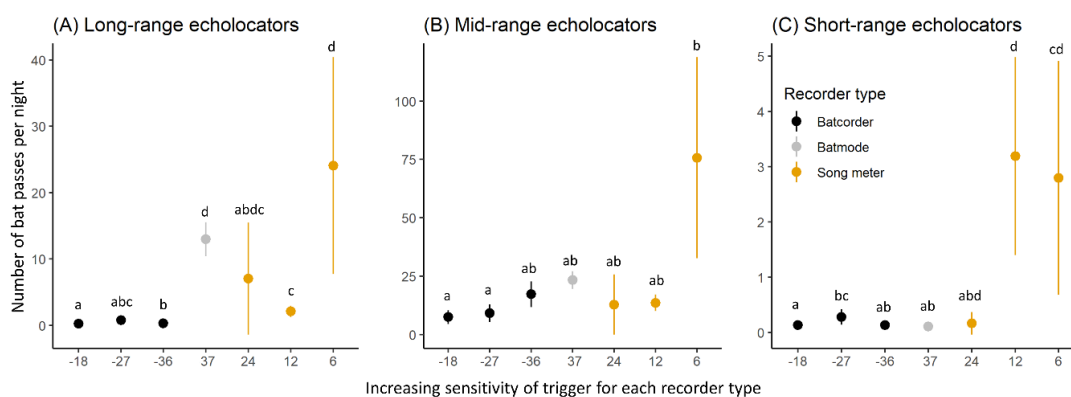 (A) Long-range echolocators
(B) Mid-range echolocators
(C) Short-range echolocators
Number of bat passes per night
40
30
20
10
0
a
abc
b
d
abdc
c
d
-18
-27
-36
37
24
12
6
100
75
50
25
0
a
a
ab
ab
ab
ab
b
-18
-27
-36
37
24
12
6
5
4
3
2
1
0
a
bc
ab
ab
abd
d
cd
Recorder type
Batcorder
Batmode
Song meter
-18
-27
-36
37
24
12
6
Increasing sensitivity of trigger for each recorder type